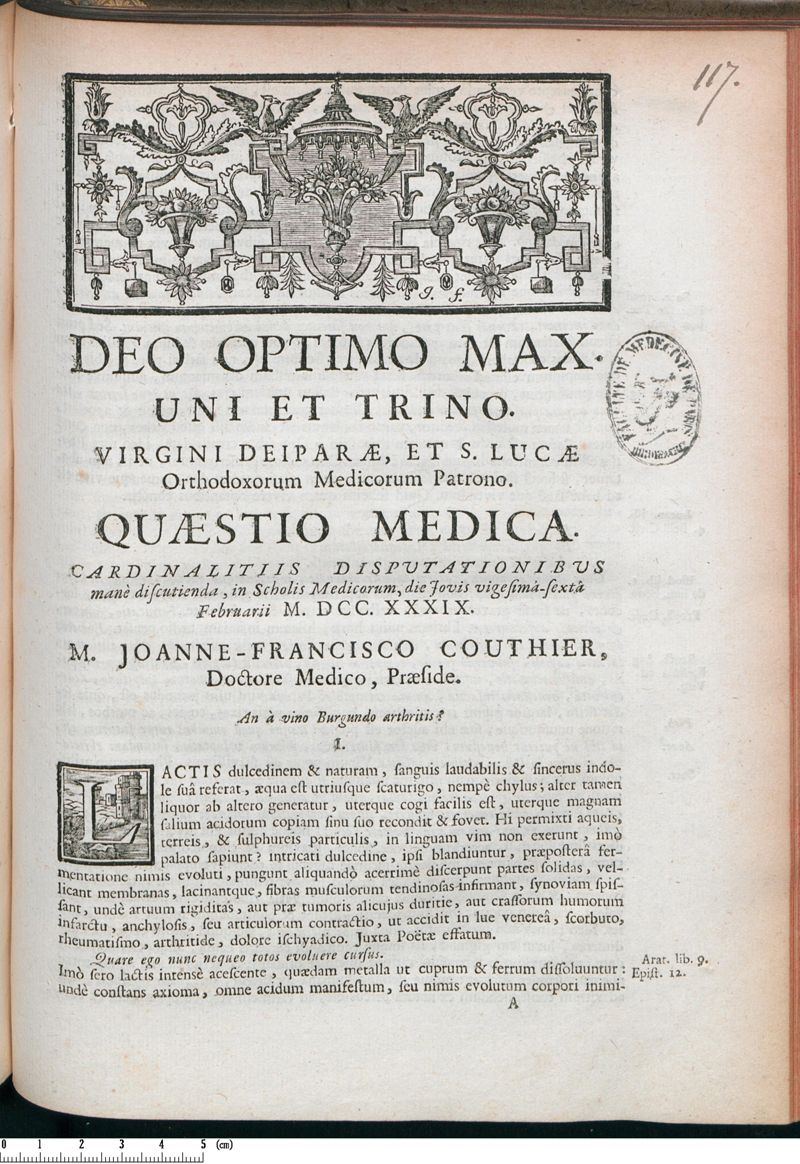 117.
J. f.
DEO OPTIMO MAX.
UNI ET TRINO.
VIRGINI DEIPARÆ, ET S. LUCÆ
Orthodoxorum Medicorum Patrono.
QUÆSTIO MEDICA.
CARDINALITIIS DISPUTATIONIBUS
manè discutienda, in Scholis Medicorum, die Jovis vigesimâ-sextâ
Februarii M. DCC. XXXIX.
M. JOANNE-FRANCISCO COUTHIER,
Doctore Medico, Præside.
An à vino Burgundo arthritis?
I.
LACTIS dulcedinem & naturam, sanguis laudabilis & sincerus indo-
le suâ referat, æqua est utriusque scaturigo, nempè chylus; alter tamen
liquor ab altero generatur, uterque cogi facilis est, uterque magnam
salium acidorum copiam sinu suo recondit & fovet. Hi permixti aqueis,
terreis, & sulphureis particulis, in linguam vim non exerunt, imò
palato sapiunt? intricati dulcedine, ipsi blandiuntur, præposterâ fer-
mentatione nimis evoluti, pungunt aliquandò acerrimè discerpunt partes solidas, vel-
licant membranas, lacinantque, fibras musculorum tendinosas infirmant, synoviam spis-
sant, undè artuum rigiditas, aut præ tumoris alicujus duritie, aut crassorum humorum
infarctu, anchylosis, seu articulorum contractio, ut accidit in lue venereâ, scorbuto,
rheumatismo, arthritide, dolore ischyadico. Juxta Poëtæ effatum.
Quare ego nunc nequeo totos evoluere cursus.
Arat. lib. 9.
Epist. 12.
Imò sero lactis intensè acescente, quædam metalla ut cuprum & ferrum dissoluuntur:
undè constans axioma, omne acidum manifestum, seu nimis evolutum corpori inimi-
A
FACULTE DE MEDECINE DE PARIS
0 1 2 3 4 5 (cm)